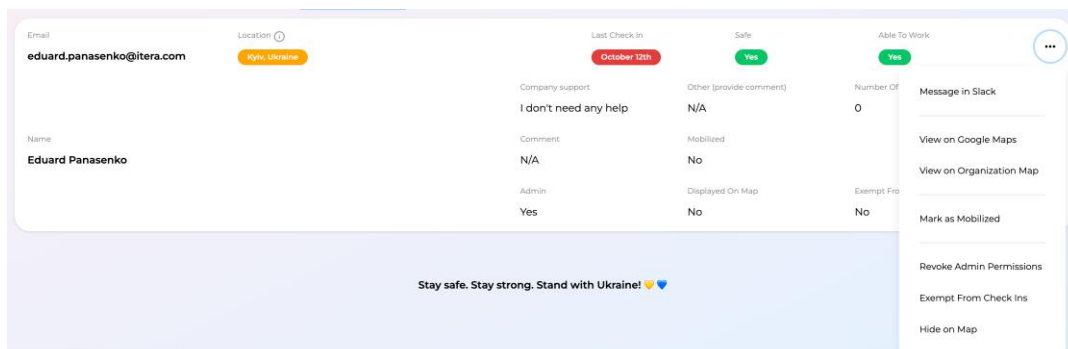 Email Location Last Check In Safe Able To Work
eduard.panasenko@itera.com Kyiv, Ukraine October 12th Yes Yes
Company support Other (provide comment) Number Of
I don't need any help N/A 0
Name Comment Mobilized
Eduard Panasenko N/A No
Admin Displayed On Map Exempt Fro
Yes No No
Message in Slack
View on Google Maps
View on Organization Map
Mark as Mobilized
Revoke Admin Permissions
Exempt From Check Ins
Hide on Map
Stay safe. Stay strong. Stand with Ukraine! 💛 💙